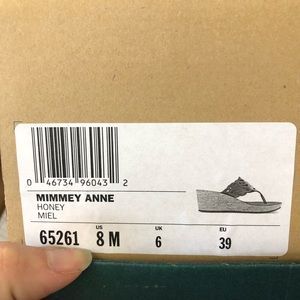 0 46734 96043 2
MIMMEY ANNE
HONEY
MIEL
US UK EU
65261 8 M 6 39